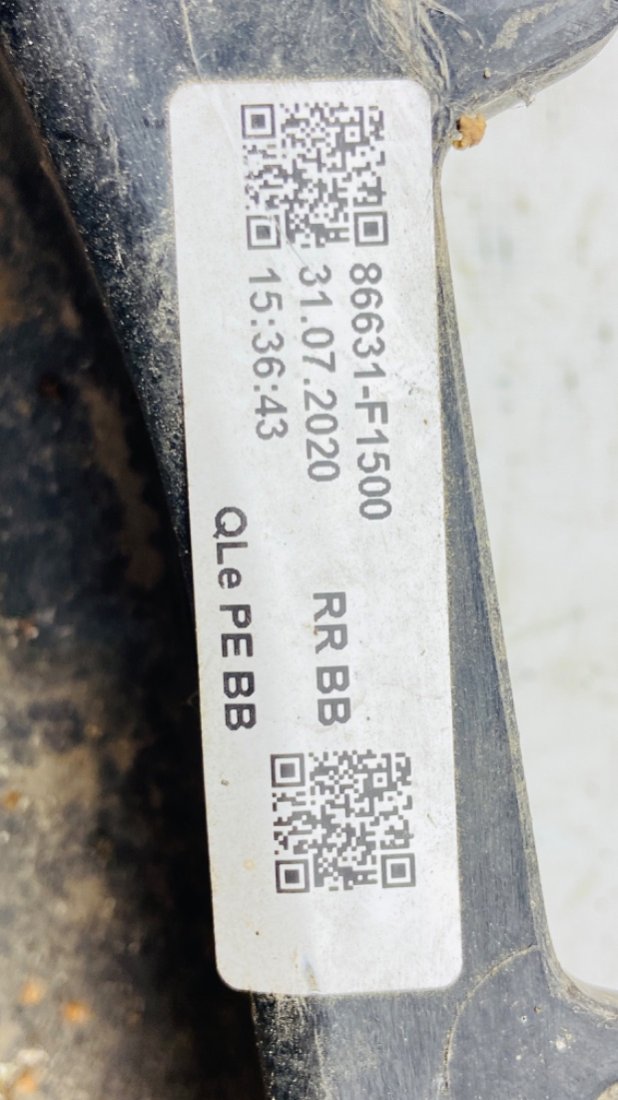 86631-F1500
31.07.2020
RR BB
15:36:43
QLe PE BB